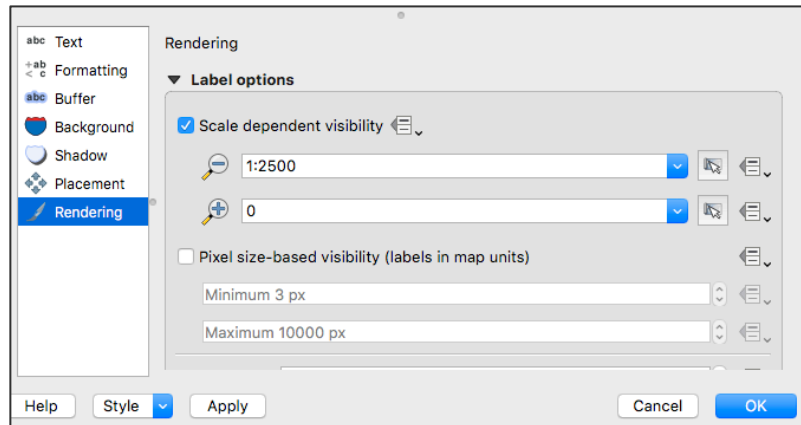 abc Text
Rendering
+ab
< c Formatting
Label options
abc Buffer
Background
Scale dependent visibility
Shadow
1:2500
Placement
Rendering
0
Pixel size-based visibility (labels in map units)
Minimum 3 px
Maximum 10000 px
Help Style Apply Cancel OK